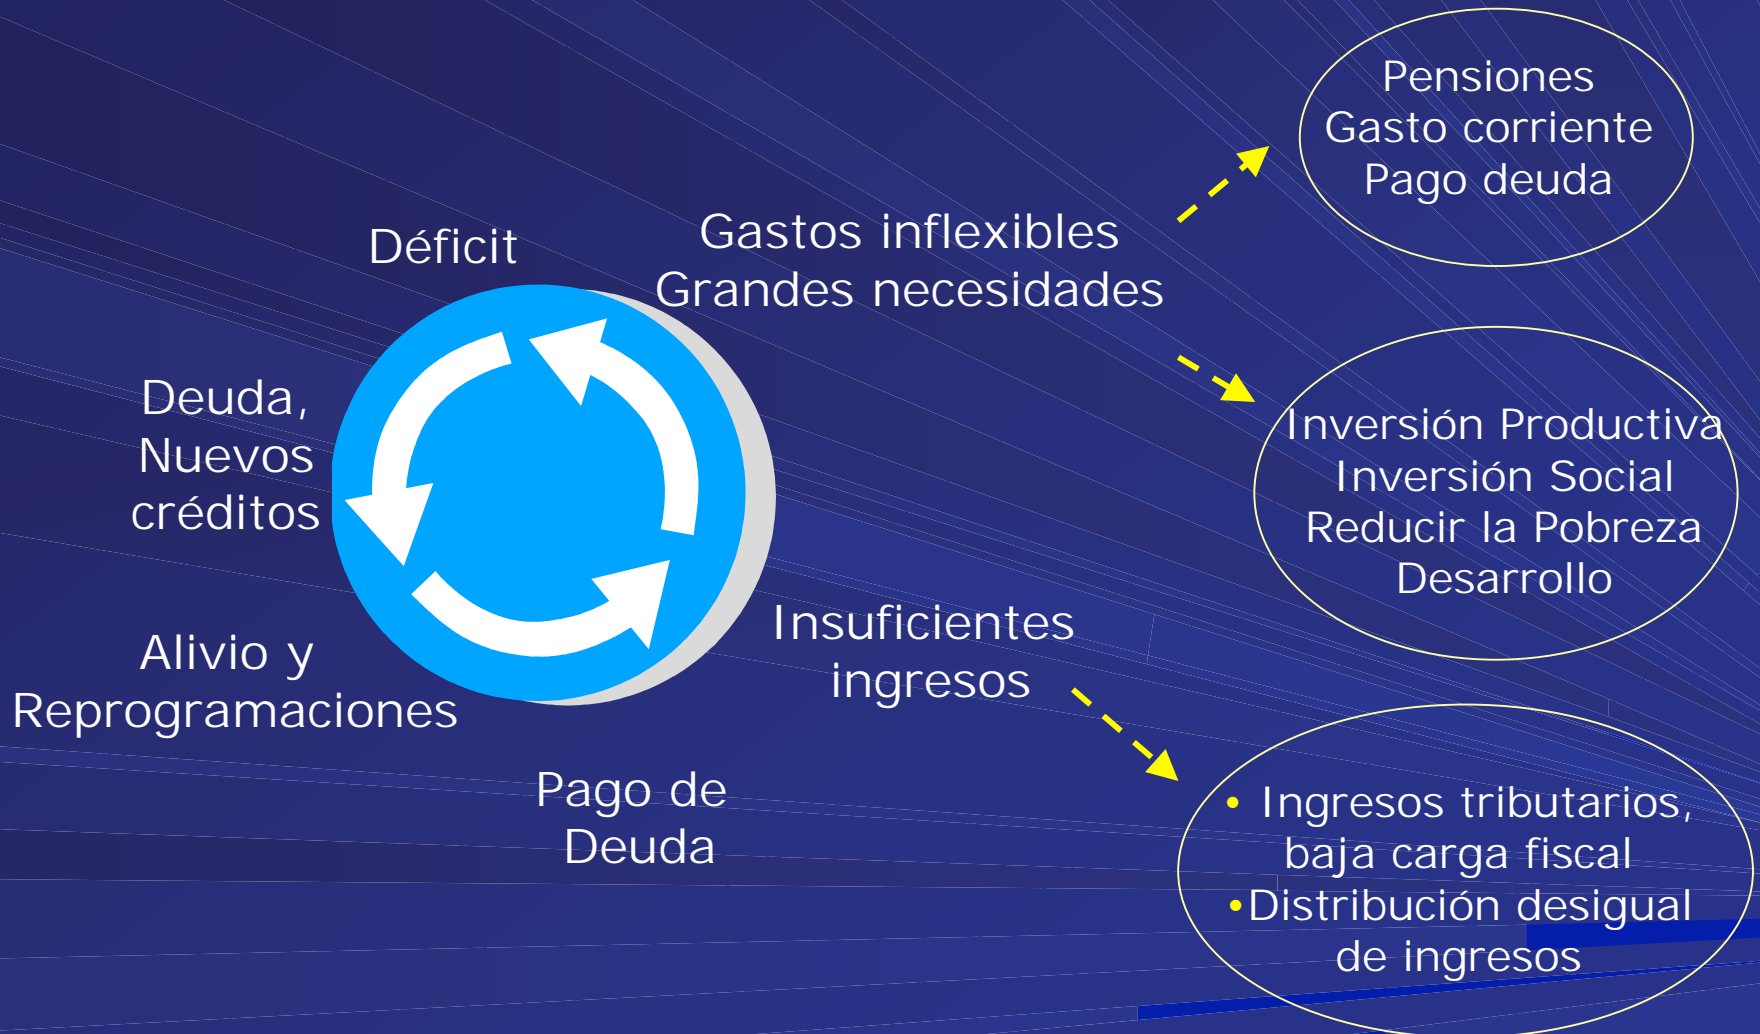 Pensiones
Gasto corriente
Pago deuda
Déficit
Gastos inflexibles
Grandes necesidades
Deuda,
Nuevos
créditos
Inversión Productiva
Inversión Social
Reducir la Pobreza
Desarrollo
Insuficientes
ingresos
Alivio y
Reprogramaciones
Pago de
Deuda
• Ingresos tributarios,
baja carga fiscal
•Distribución desigual
de ingresos